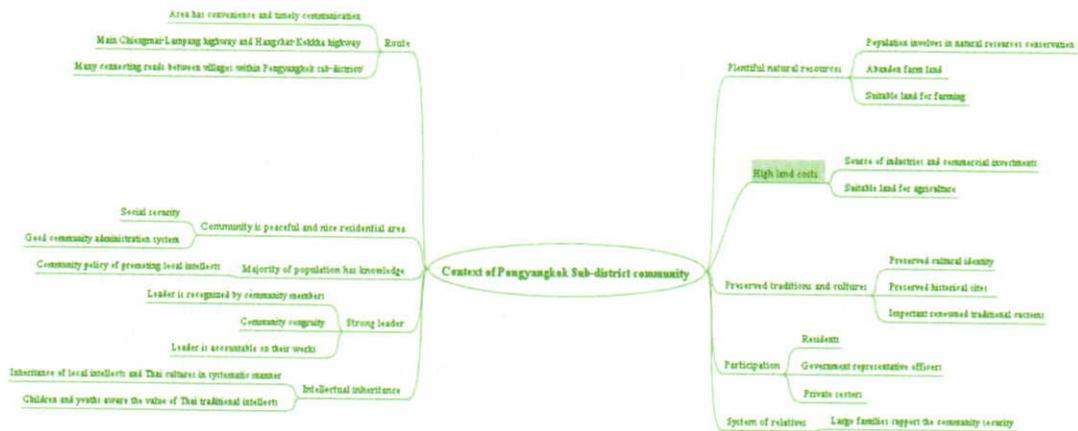 Area has convenience and timely communication
Main Chiengmai-Lampang highway and Hangchat-Kokkha highway
Many connecting roads between villages within Pongyangkok sub-district/
Route
Social security
Good community administration system
Community is peaceful and nice residential area
Community policy of promoting local intellects
Majority of population has knowledge
Leader is recognized by community members
Community congruity
Leader is accountable on their works
Strong leader
Inheritance of local intellects and Thai cultures in systematic manner
Children and youths aware the value of Thai traditional intellects
Intellectual inheritance
Context of Pongyangkok Sub-district community
Plentiful natural resources
Population involves in natural resources conservation
Abandon farm land
Suitable land for farming
High land costs
Source of industries and commercial investments
Suitable land for agriculture
Preserved traditions and cultures
Preserved cultural identity
Preserved historical sites
Important renowned traditional customs
Participation
Residents
Government representative officers
Private sectors
System of relatives
Large families support the community security